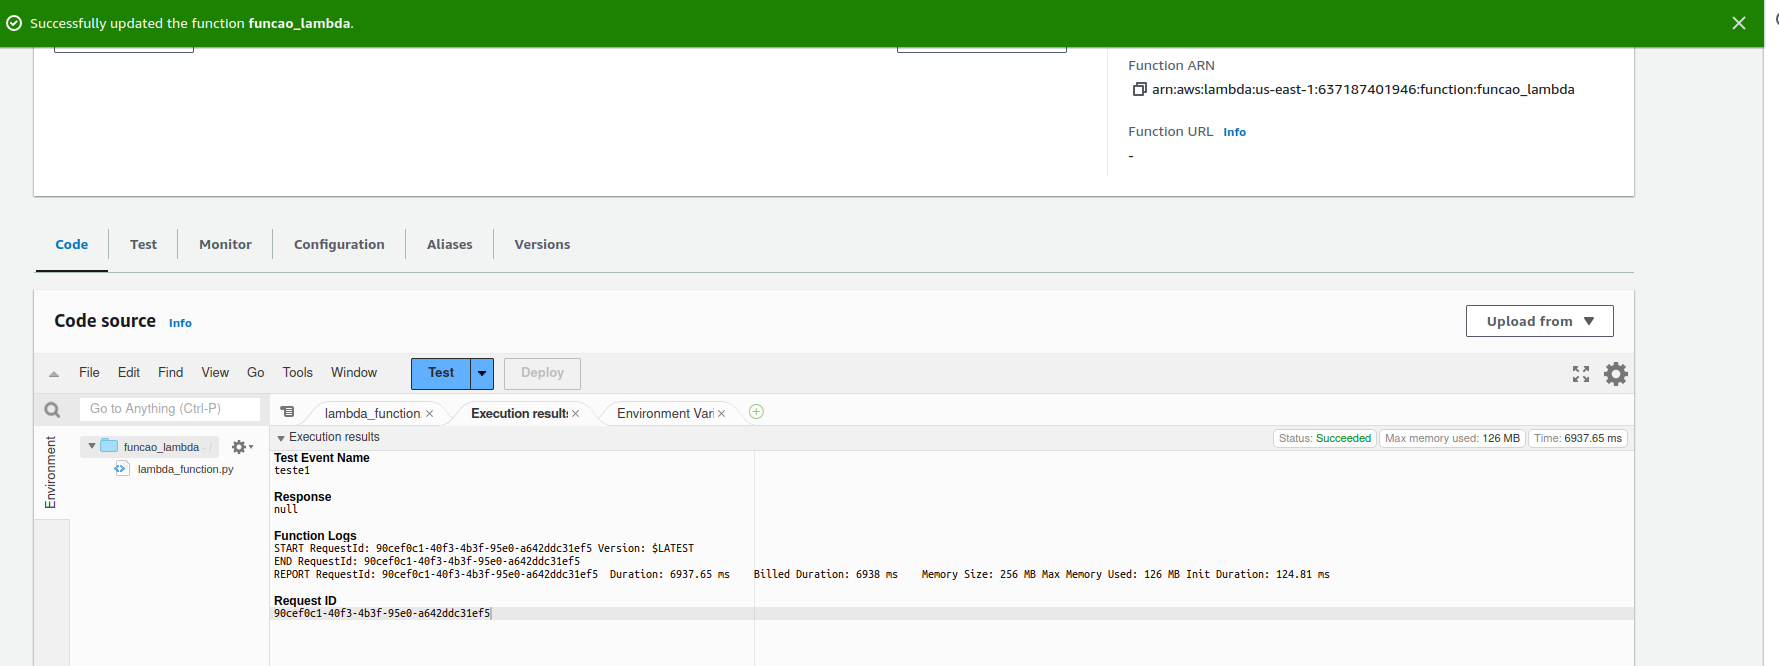 Successfully updated the function funcao_lambda.
Function ARN
arn:aws:lambda:us-east-1:637187401946:function:funcao_lambda
Function URL Info
-
Code Test Monitor Configuration Aliases Versions
Code source Info
Upload from
File Edit Find View Go Tools Window Test Deploy
Go to Anything (Ctrl-P)
lambda_function Execution results Environment Vari
Execution results
Status: Succeeded Max memory used: 126 MB Time: 6937.65 ms
Environment
funcao_lambda - /
lambda_function.py
Test Event Name
teste1
Response
null
Function Logs
START RequestId: 90cef0c1-40f3-4b3f-95e0-a642ddc31ef5 Version: $LATEST
END RequestId: 90cef0c1-40f3-4b3f-95e0-a642ddc31ef5
REPORT RequestId: 90cef0c1-40f3-4b3f-95e0-a642ddc31ef5 Duration: 6937.65 ms Billed Duration: 6938 ms Memory Size: 256 MB Max Memory Used: 126 MB Init Duration: 124.81 ms
Request ID
90cef0c1-40f3-4b3f-95e0-a642ddc31ef5